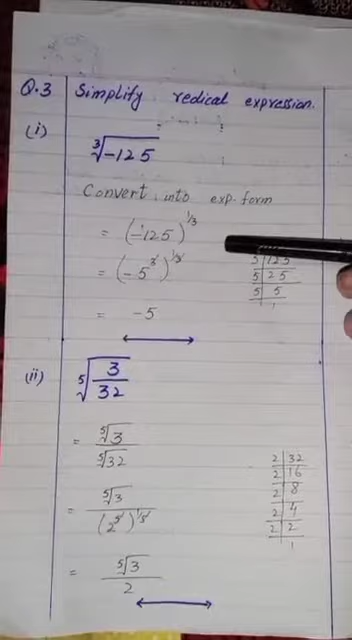 Q.3 Simplify redical expression.
(i)
∛-125
Convert into exp. form
= (-125)^1/3
= (-5^3)^1/3
5 | 125
5 | 25
5 | 5
1
= -5
(ii) ⁵√(3/32)
= ⁵√3 / ⁵√32
= ⁵√3 / (2^5)^1/5
2 | 32
2 | 16
2 | 8
2 | 4
2 | 2
1
= ⁵√3 / 2